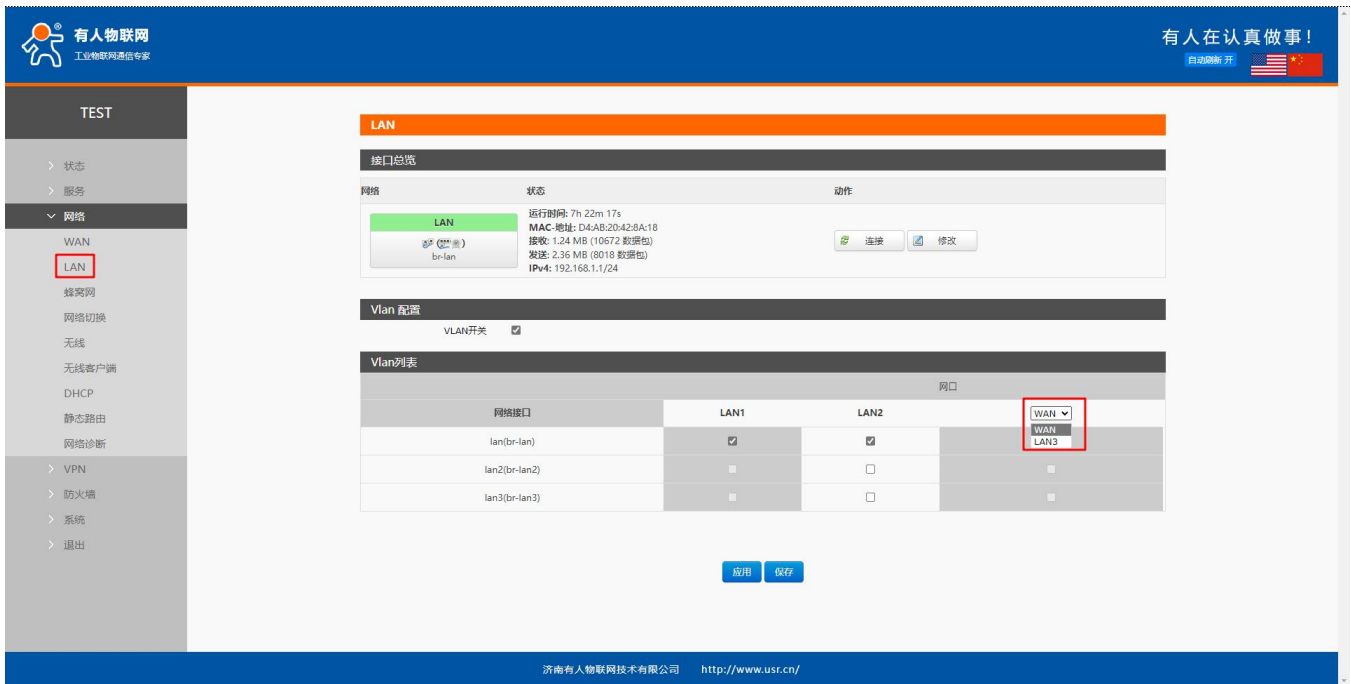 有人物联网
工业物联网通信专家
有人在认真做事!
自动刷新 开
TEST
状态
服务
网络
WAN
LAN
蜂窝网
网络切换
无线
无线客户端
DHCP
静态路由
网络诊断
VPN
防火墙
系统
退出
LAN
接口总览
网络 状态 动作
LAN
br-lan
运行时间: 7h 22m 17s
MAC-地址: D4:AB:20:42:8A:18
接收: 1.24 MB (10672 数据包)
发送: 2.36 MB (8018 数据包)
IPv4: 192.168.1.1/24
连接 修改
Vlan 配置
VLAN开关
Vlan列表
网口
网络接口 LAN1 LAN2 WAN
WAN
LAN3
lan(br-lan)
lan2(br-lan2)
lan3(br-lan3)
应用 保存
济南有人物联网技术有限公司 http://www.usr.cn/